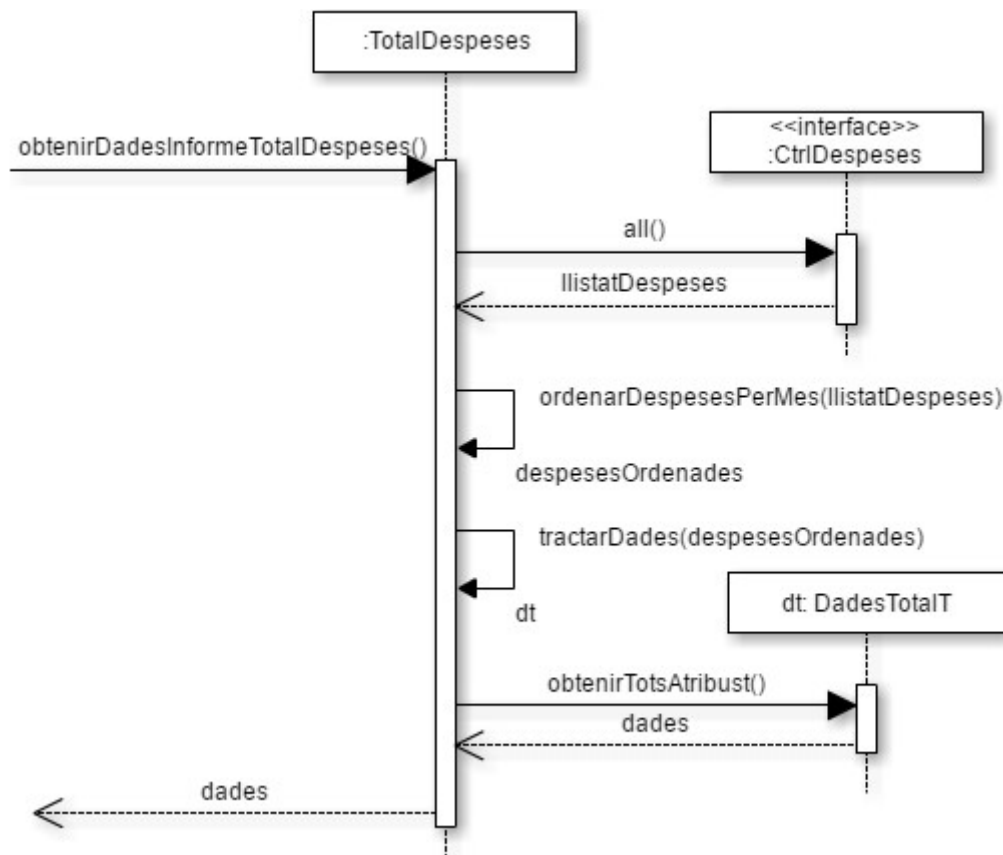 :TotalDespeses
<<interface>>
:CtrlDespeses
obtenirDadesInformeTotalDespeses()
all()
llistatDespeses
ordenarDespesesPerMes(llistatDespeses)
despesesOrdenades
tractarDades(despesesOrdenades)
dt: DadesTotalT
dt
obtenirTotsAtribust()
dades
dades